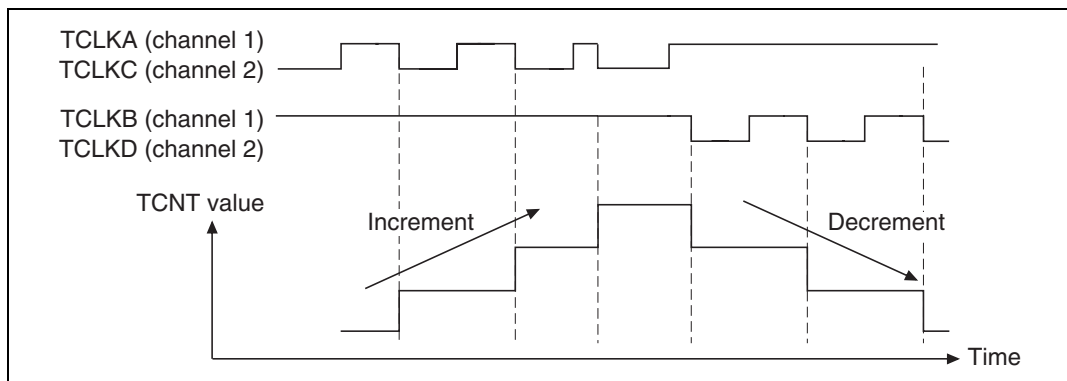 TCLKA (channel 1)
TCLKC (channel 2)
TCLKB (channel 1)
TCLKD (channel 2)
TCNT value
Increment
Decrement
Time